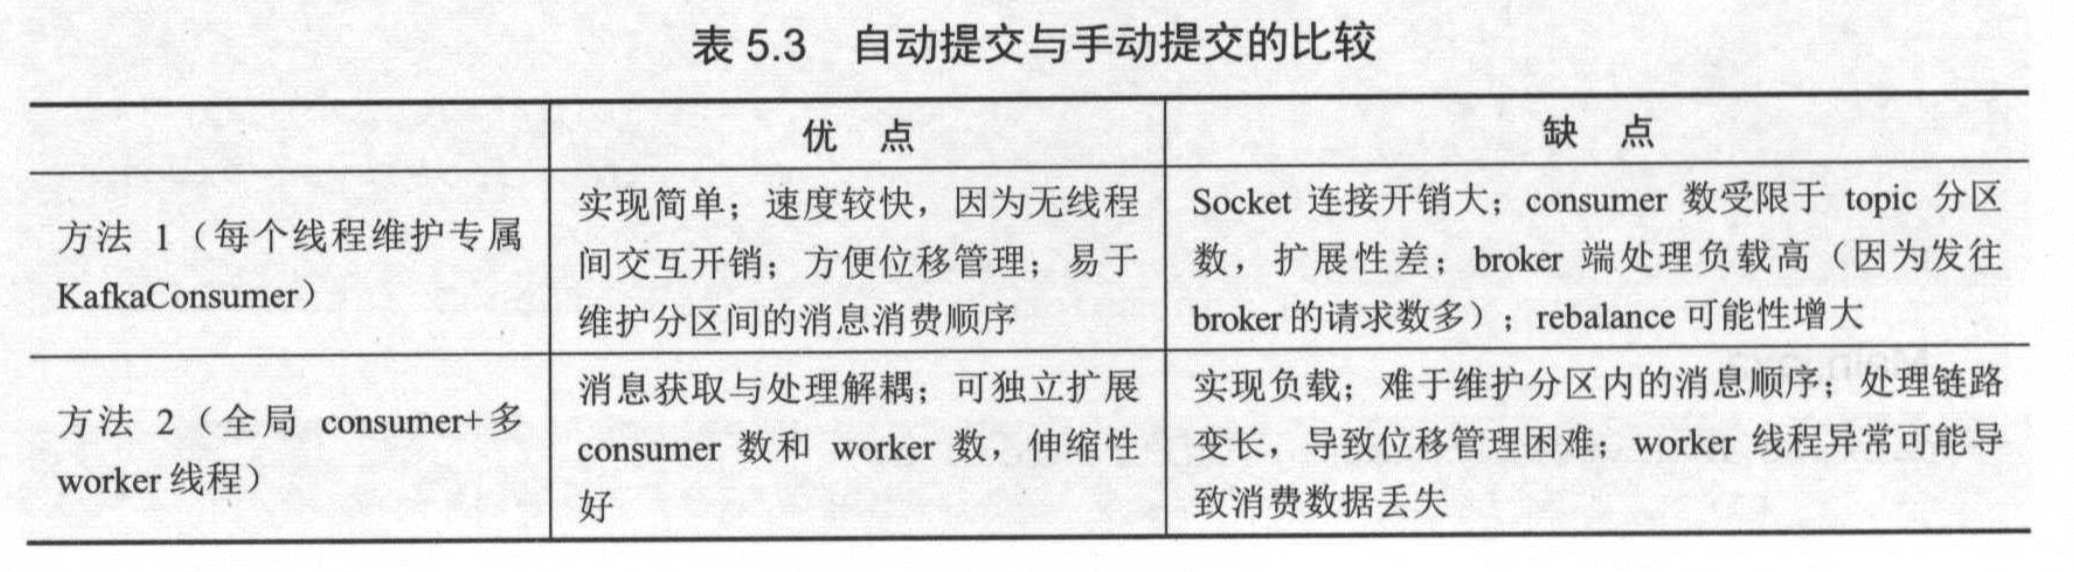 表 5.3 自动提交与手动提交的比较
优 点
缺 点
方法 1（每个线程维护专属
KafkaConsumer）
实现简单；速度较快，因为无线程
间交互开销；方便位移管理；易于
维护分区间的消息消费顺序
Socket 连接开销大；consumer 数受限于 topic 分区
数，扩展性差；broker 端处理负载高（因为发往
broker 的请求数多）；rebalance 可能性增大
方法 2（全局 consumer+多
worker 线程）
消息获取与处理解耦；可独立扩展
consumer 数和 worker 数，伸缩性
好
实现负载；难于维护分区内的消息顺序；处理链路
变长，导致位移管理困难；worker 线程异常可能导
致消费数据丢失